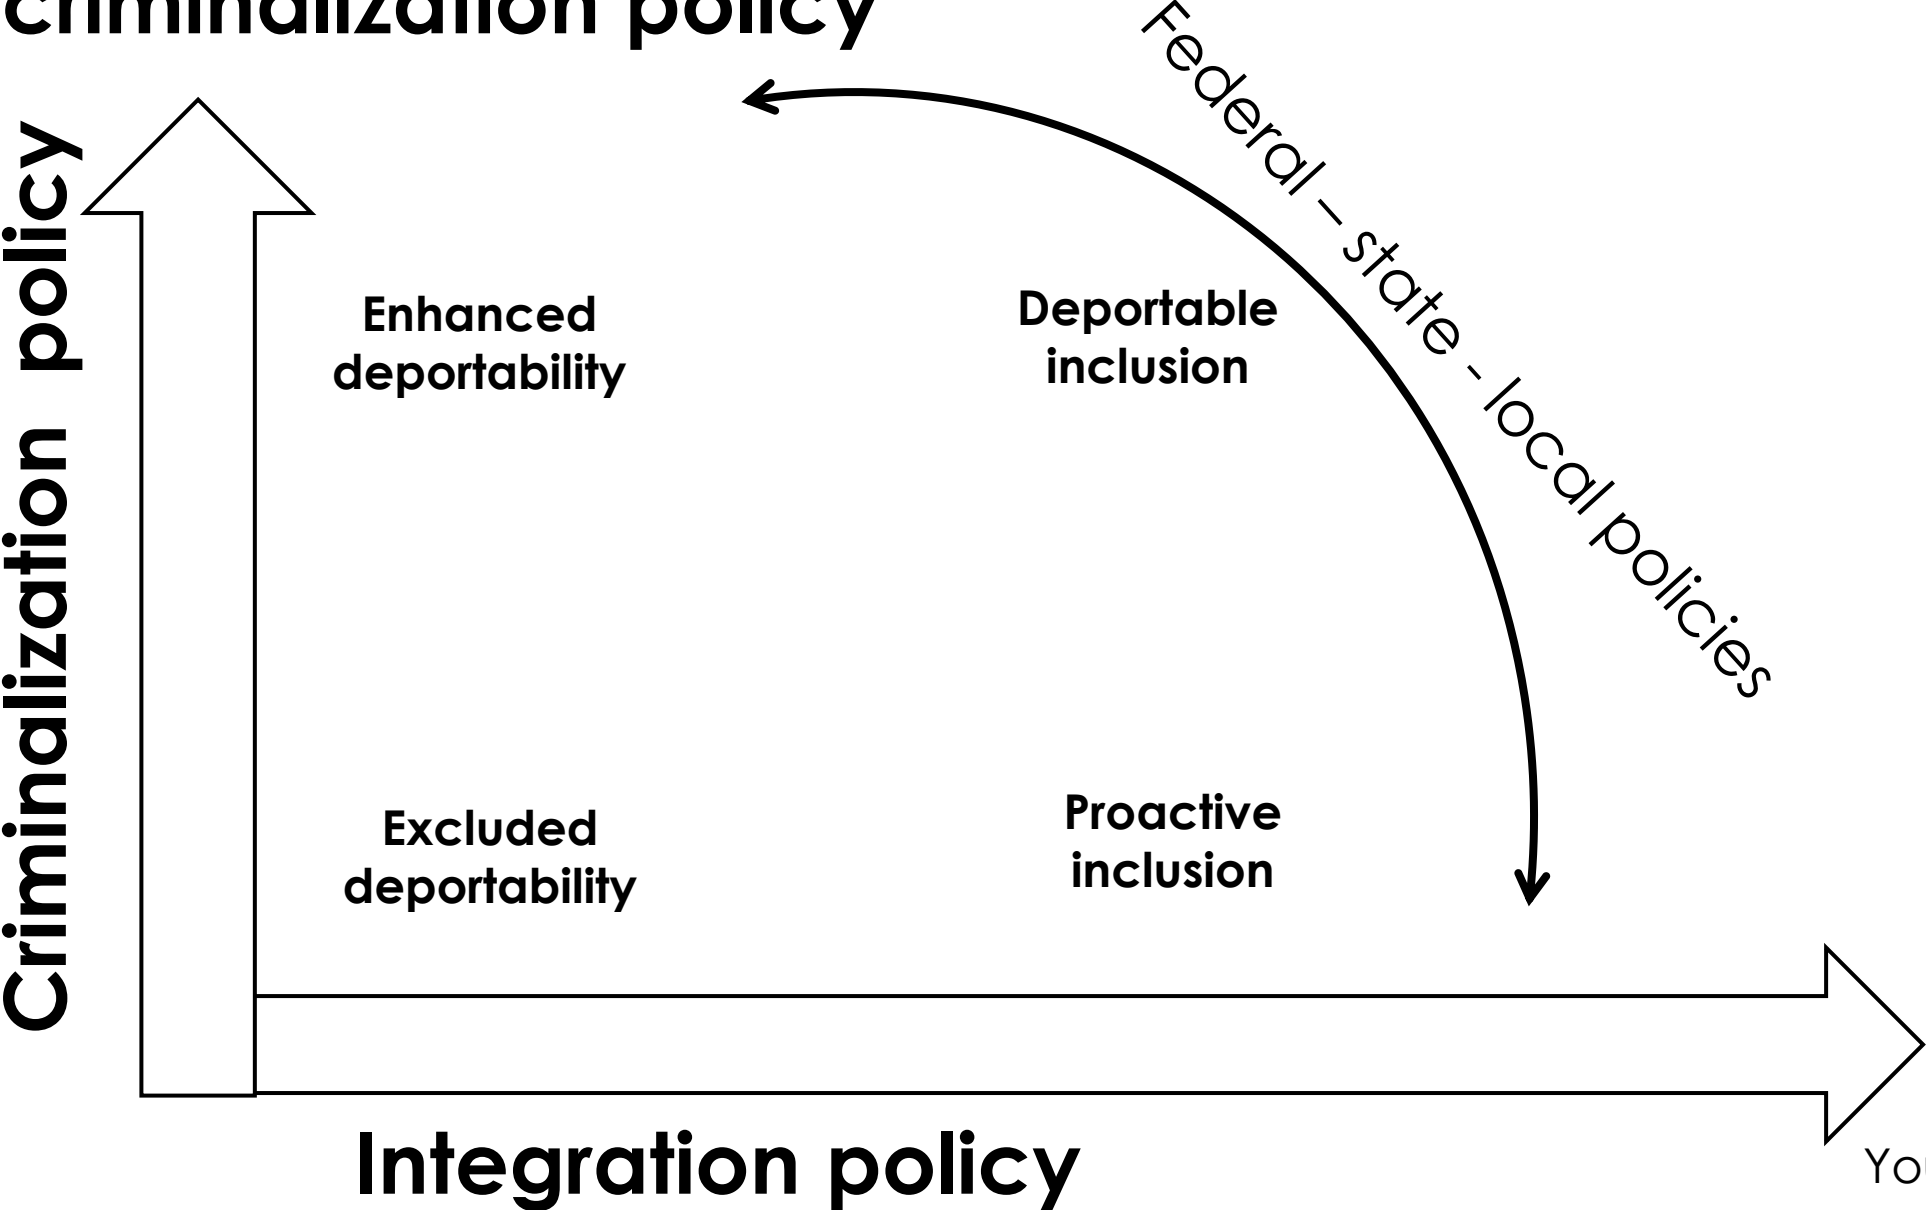 criminalization policy
Federal – state - local policies
Criminalization policy
Enhanced
deportability
Deportable
inclusion
Excluded
deportability
Proactive
inclusion
Integration policy